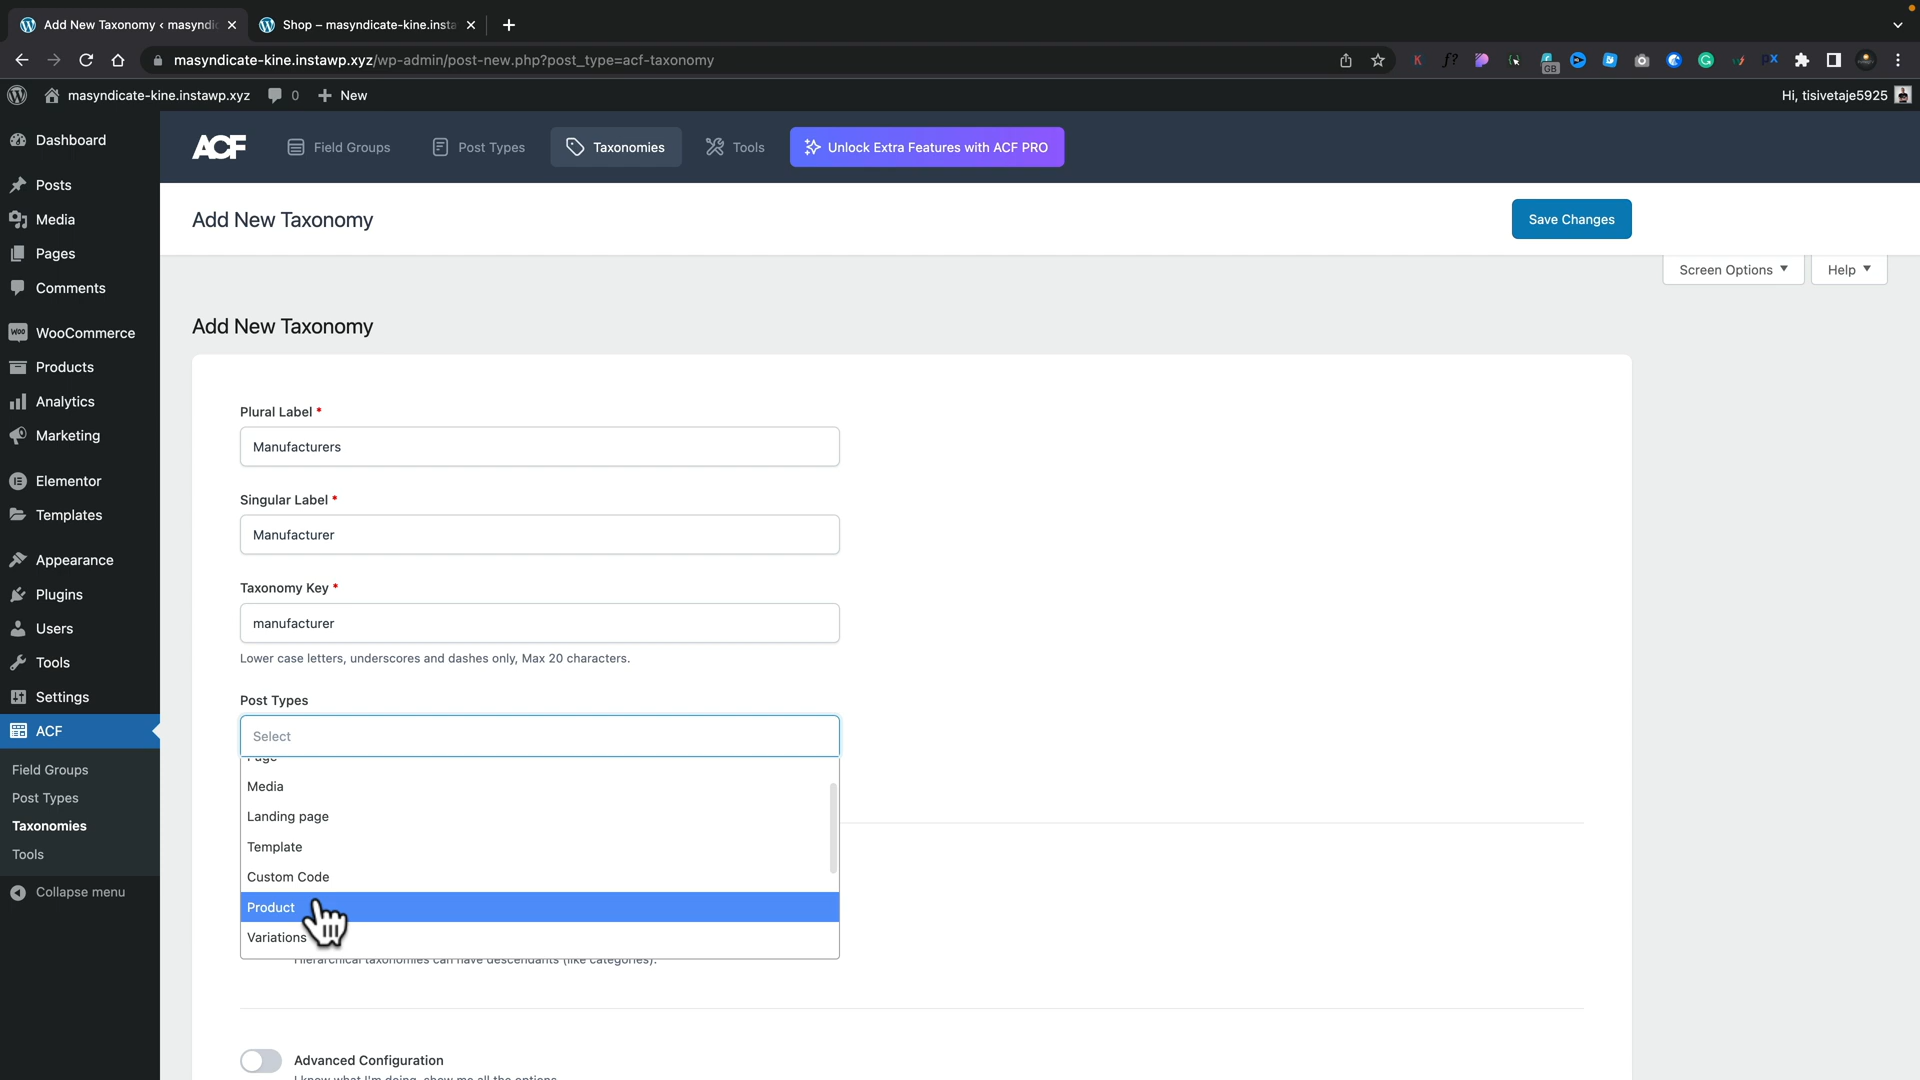 Add New Taxonomy ‹ masyndic
Shop – masyndicate-kine.insta
masyndicate-kine.instawp.xyz/wp-admin/post-new.php?post_type=acf-taxonomy
masyndicate-kine.instawp.xyz
0
New
Hi, tisivetaje5925
Dashboard
Posts
Media
Pages
Comments
WooCommerce
Products
Analytics
Marketing
Elementor
Templates
Appearance
Plugins
Users
Tools
Settings
ACF
Field Groups
Post Types
Taxonomies
Tools
Collapse menu
ACF
Field Groups
Post Types
Taxonomies
Tools
Unlock Extra Features with ACF PRO
Add New Taxonomy
Save Changes
Screen Options
Help
Add New Taxonomy
Plural Label *
Manufacturers
Singular Label *
Manufacturer
Taxonomy Key *
manufacturer
Lower case letters, underscores and dashes only, Max 20 characters.
Post Types
Select
Page
Media
Landing page
Template
Custom Code
Product
Variations
Hierarchical taxonomies can have descendants (like categories).
Advanced Configuration
I know what I'm doing, show me all the options.